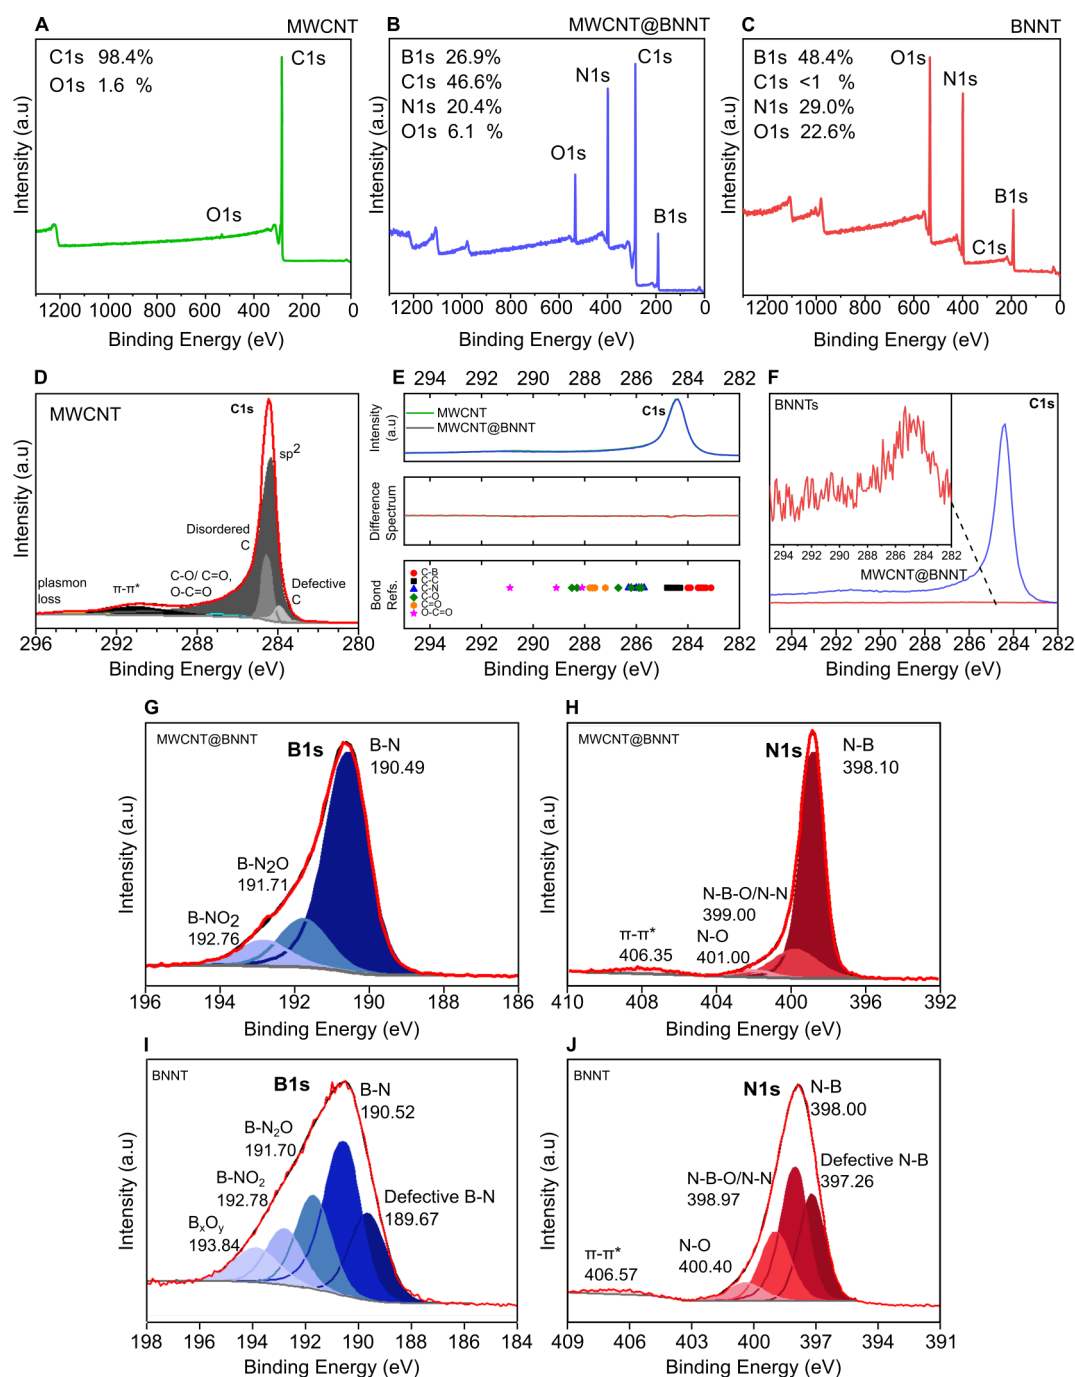 A
MWCNT
C1s 98.4%
O1s 1.6 %
C1s
O1s
Intensity (a.u)
1200 1000 800 600 400 200 0
Binding Energy (eV)
B
MWCNT@BNNT
B1s 26.9%
C1s 46.6%
N1s 20.4%
O1s 6.1 %
C1s
N1s
O1s
B1s
Intensity (a.u)
1200 1000 800 600 400 200 0
Binding Energy (eV)
C
BNNT
B1s 48.4%
C1s <1 %
N1s 29.0%
O1s 22.6%
O1s
N1s
B1s
C1s
Intensity (a.u)
1200 1000 800 600 400 200 0
Binding Energy (eV)
D
MWCNT
C1s
sp2
Disordered
C
C-O/ C=O,
O-C=O
Defective
C
π-π*
plasmon
loss
Intensity (a.u)
296 292 288 284 280
Binding Energy (eV)
E
294 292 290 288 286 284 282
Intensity
(a.u)
MWCNT
MWCNT@BNNT
C1s
Difference
Spectrum
Bond
Refs.
C-B
C-C
C-N
C-O
C=O
O-C=O
294 292 290 288 286 284 282
Binding Energy (eV)
F
BNNTs
C1s
294 292 290 288 286 284 282
MWCNT@BNNT
Intensity (a.u)
294 292 290 288 286 284 282
Binding Energy (eV)
G
MWCNT@BNNT
B1s
B-N
190.49
B-N2O
191.71
B-NO2
192.76
Intensity (a.u)
196 194 192 190 188 186
Binding Energy (eV)
H
MWCNT@BNNT
N1s
N-B
398.10
N-B-O/N-N
399.00
N-O
401.00
π-π*
406.35
Intensity (a.u)
410 408 404 400 396 392
Binding Energy (eV)
I
BNNT
B1s
B-N
190.52
B-N2O
191.70
B-NO2
192.78
BxOy
193.84
Defective B-N
189.67
Intensity (a.u)
198 196 194 192 190 188 186 184
Binding Energy (eV)
J
BNNT
N1s
N-B
398.00
Defective N-B
397.26
N-B-O/N-N
398.97
N-O
400.40
π-π*
406.57
Intensity (a.u)
409 406 403 400 397 394 391
Binding Energy (eV)